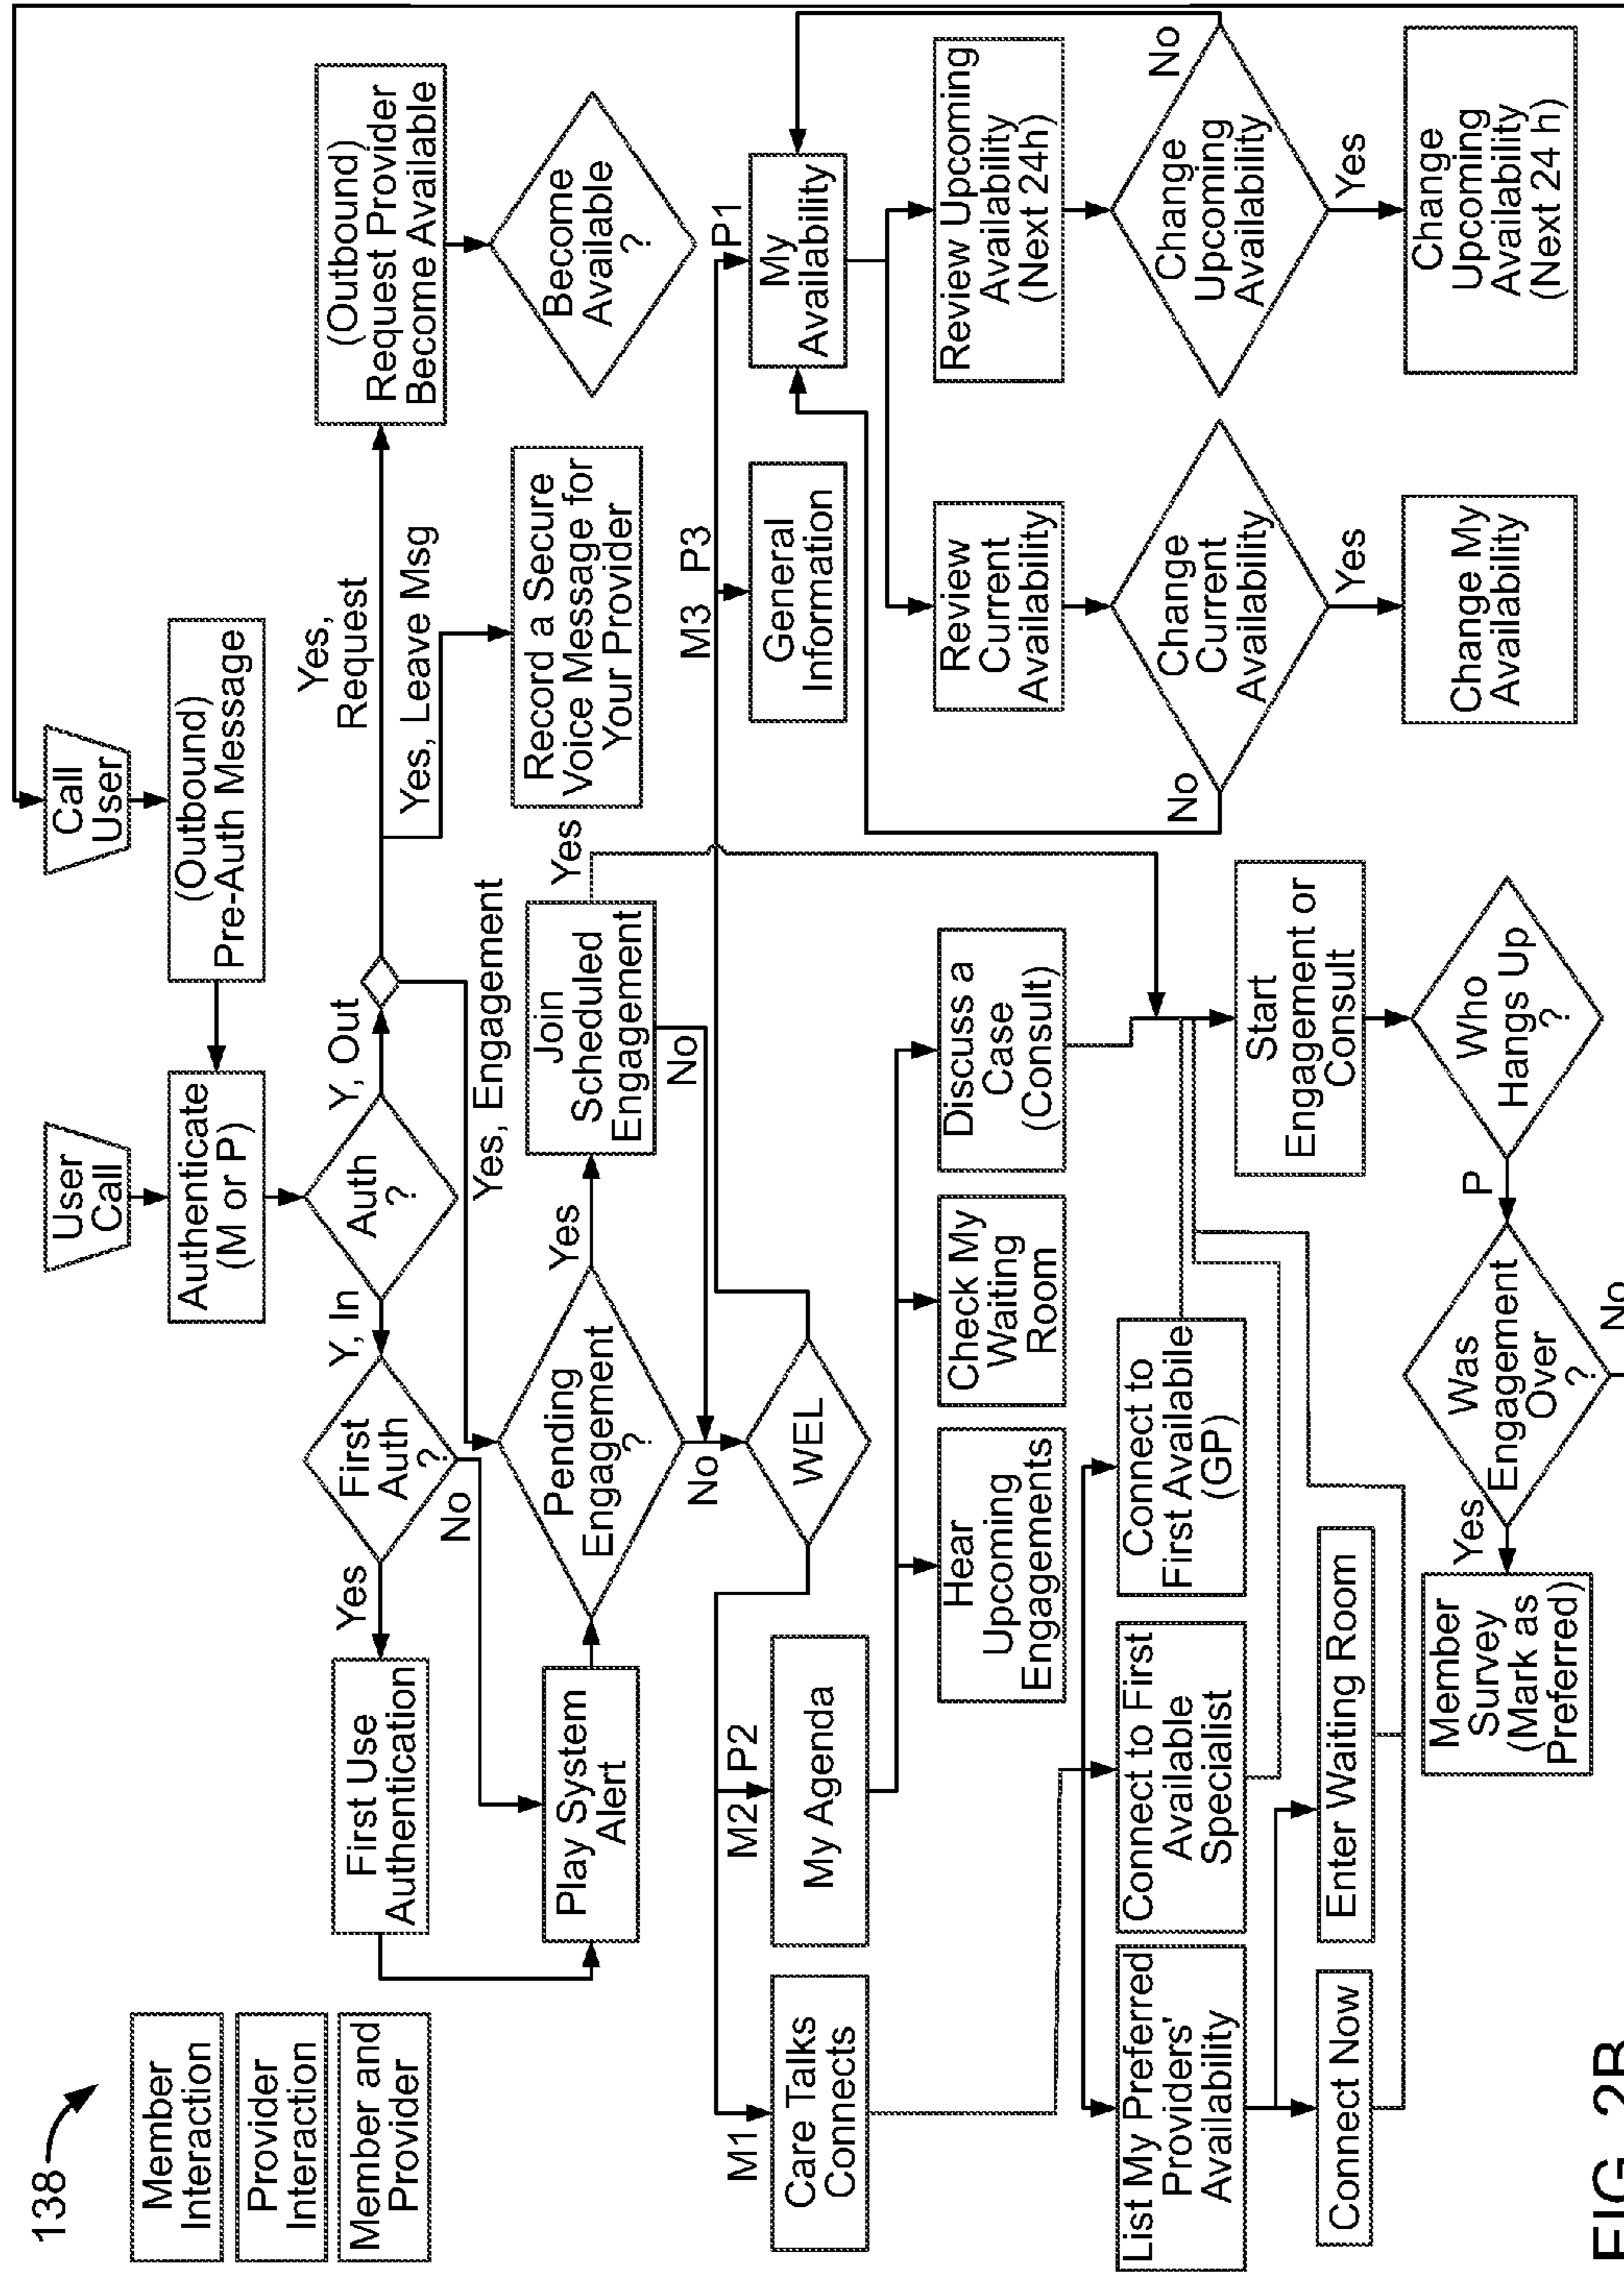 138
Member
Interaction
Provider
Interaction
Member and
Provider
User
Call
Call
User
Authenticate
(M or P)
(Outbound)
Pre-Auth Message
Auth
?
Y, In
Y, Out
First
Auth
?
Yes
No
First Use
Authentication
Yes,
Request
Yes, Leave Msg
Yes, Engagement
(Outbound)
Request Provider
Become Available
Become
Available
?
Record a Secure
Voice Message for
Your Provider
Play System
Alert
Pending
Engagement
?
Yes
No
Join
Scheduled
Engagement
Yes
No
WEL
M1
M2 P2
M3 P3
P1
Care Talks
Connects
My Agenda
General
Information
My
Availability
Hear
Upcoming
Engagements
Check My
Waiting
Room
Discuss a
Case
(Consult)
Review
Current
Availability
Review Upcoming
Availability
(Next 24h)
List My Preferred
Providers'
Availability
Connect to First
Available
Specialist
Connect to
First Availabile
(GP)
Change
Current
Availability
No
Yes
Change
Upcoming
Availability
No
Yes
Connect Now
Enter Waiting Room
Start
Engagement or
Consult
Change My
Availability
Change
Upcoming
Availability
(Next 24 h)
Member
Survey
(Mark as
Preferred)
Yes
Was
Engagement
Over
?
No
P
Who
Hangs Up
?
FIG. 2B